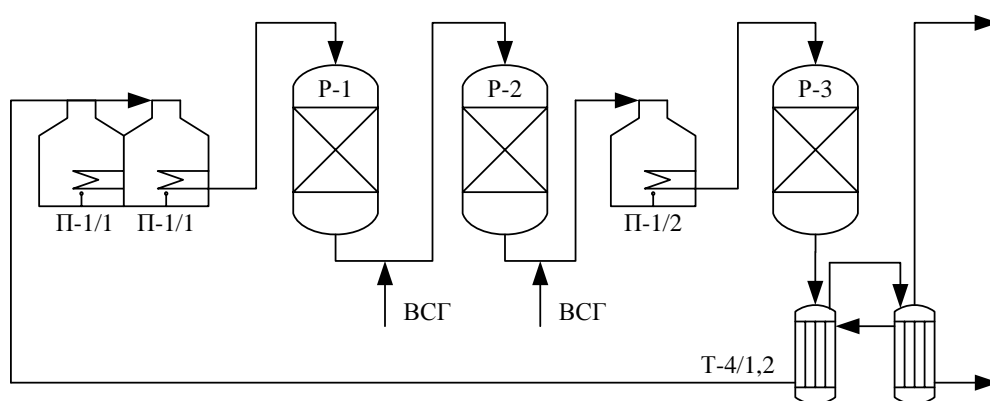 Р-1
Р-2
Р-3
П-1/1
П-1/1
П-1/2
ВСГ
ВСГ
Т-4/1,2